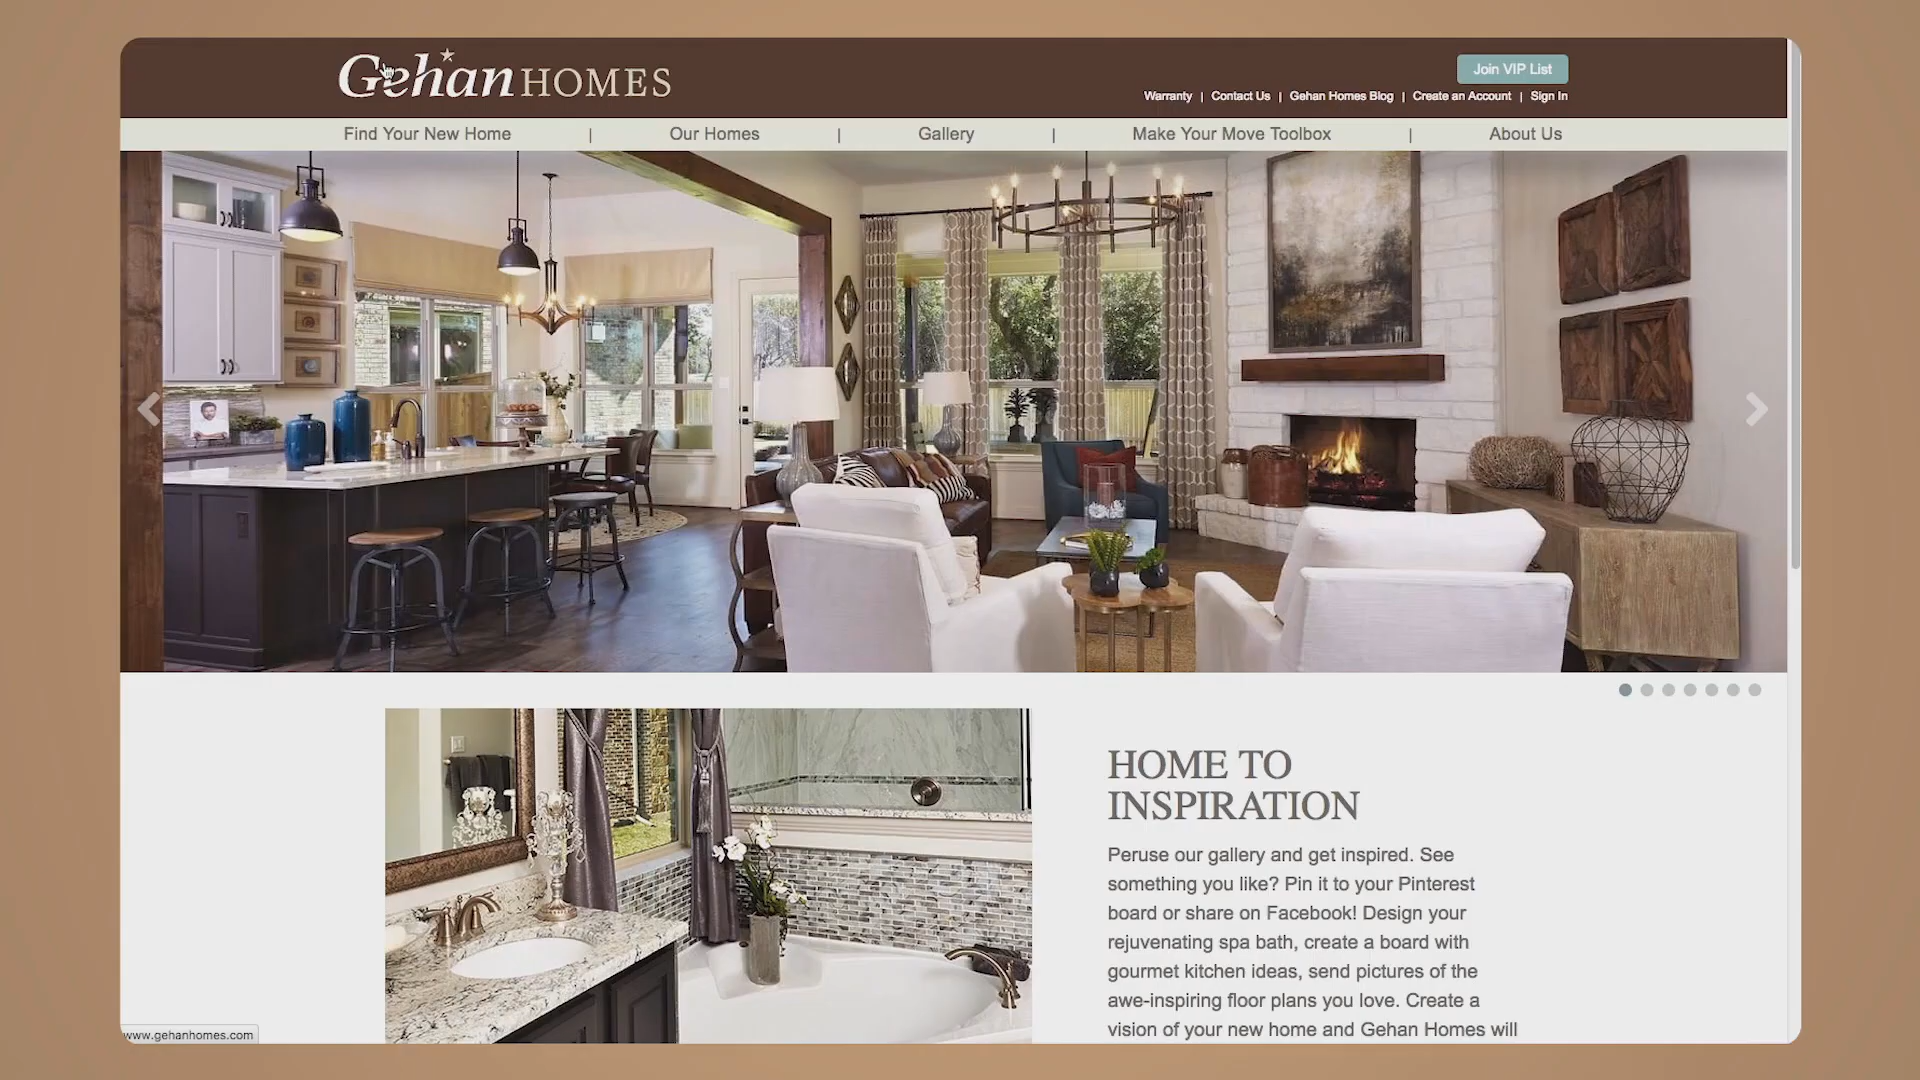 Gehan HOMES
Join VIP List
Warranty | Contact Us | Gehan Homes Blog | Create an Account | Sign In
Find Your New Home | Our Homes | Gallery | Make Your Move Toolbox | About Us
HOME TO
INSPIRATION
Peruse our gallery and get inspired. See
something you like? Pin it to your Pinterest
board or share on Facebook! Design your
rejuvenating spa bath, create a board with
gourmet kitchen ideas, send pictures of the
awe-inspiring floor plans you love. Create a
vision of your new home and Gehan Homes will
www.gehanhomes.com